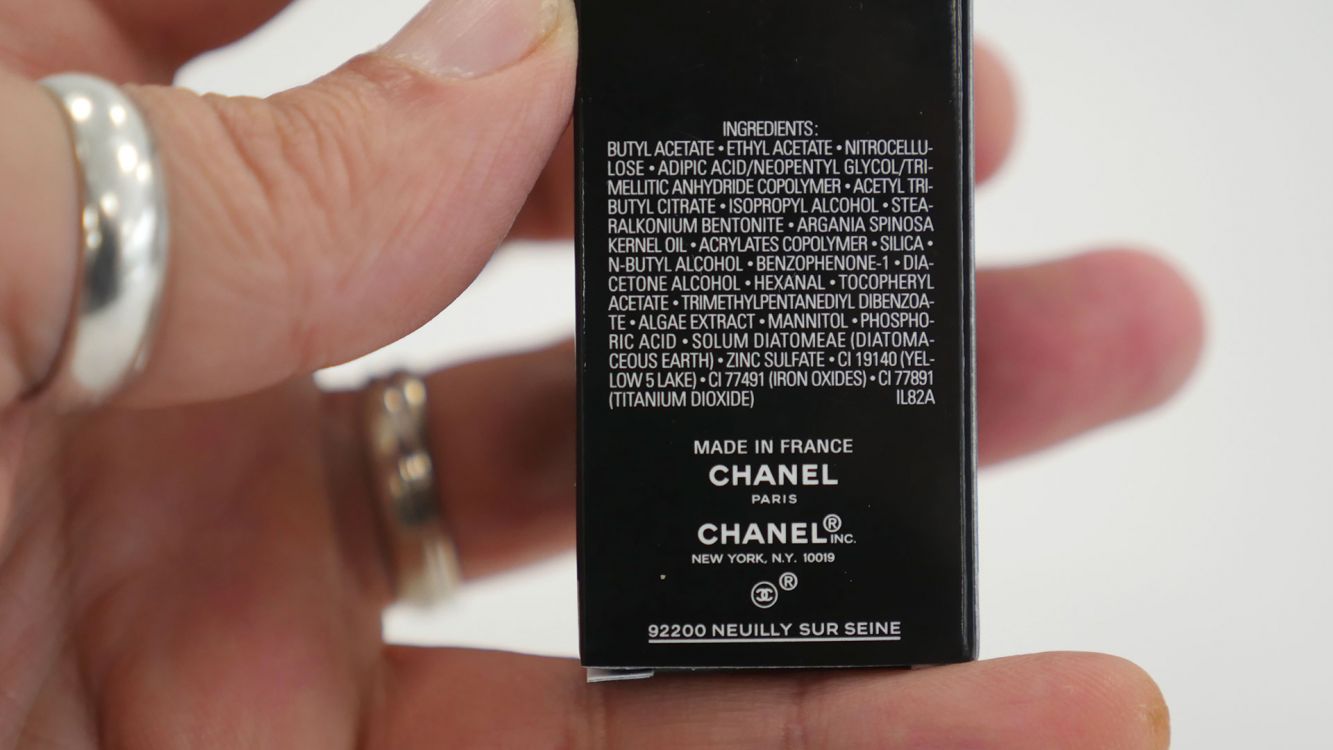 INGREDIENTS:
BUTYL ACETATE • ETHYL ACETATE • NITROCELLU-
LOSE • ADIPIC ACID/NEOPENTYL GLYCOL/TRI-
MELLITIC ANHYDRIDE COPOLYMER • ACETYL TRI-
BUTYL CITRATE • ISOPROPYL ALCOHOL • STEA-
RALKONIUM BENTONITE • ARGANIA SPINOSA
KERNEL OIL • ACRYLATES COPOLYMER • SILICA •
N-BUTYL ALCOHOL • BENZOPHENONE-1 • DIA-
CETONE ALCOHOL • HEXANAL • TOCOPHERYL
ACETATE • TRIMETHYLPENTANEDIYL DIBENZOA-
TE • ALGAE EXTRACT • MANNITOL • PHOSPHO-
RIC ACID • SOLUM DIATOMEAE (DIATOMA-
CEOUS EARTH) • ZINC SULFATE • CI 19140 (YEL-
LOW 5 LAKE) • CI 77491 (IRON OXIDES) • CI 77891
(TITANIUM DIOXIDE) IL82A
MADE IN FRANCE
CHANEL
PARIS
CHANEL® INC.
NEW YORK, N.Y. 10019
®
92200 NEUILLY SUR SEINE